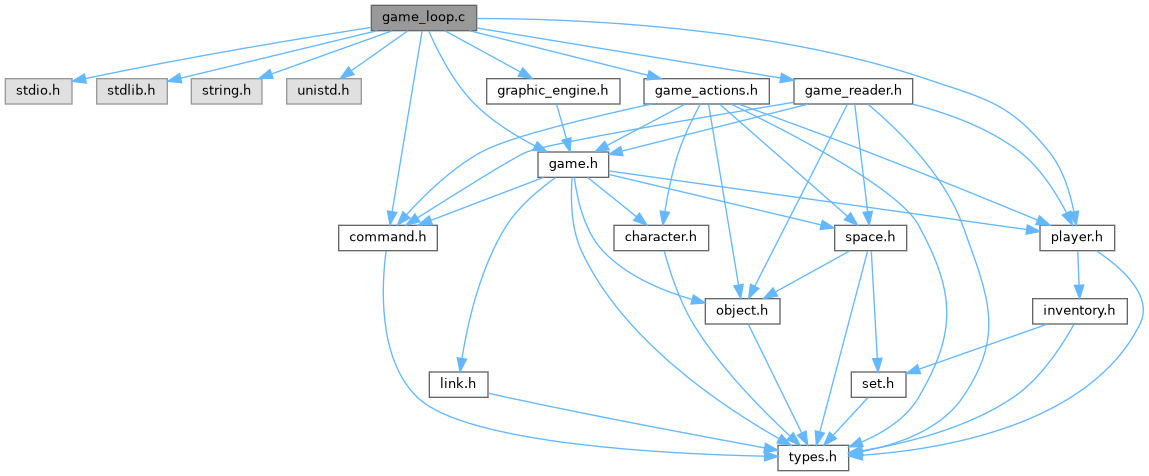 game_loop.c
stdio.h
stdlib.h
string.h
unistd.h
graphic_engine.h
game_actions.h
game_reader.h
game.h
command.h
character.h
space.h
player.h
object.h
inventory.h
link.h
set.h
types.h